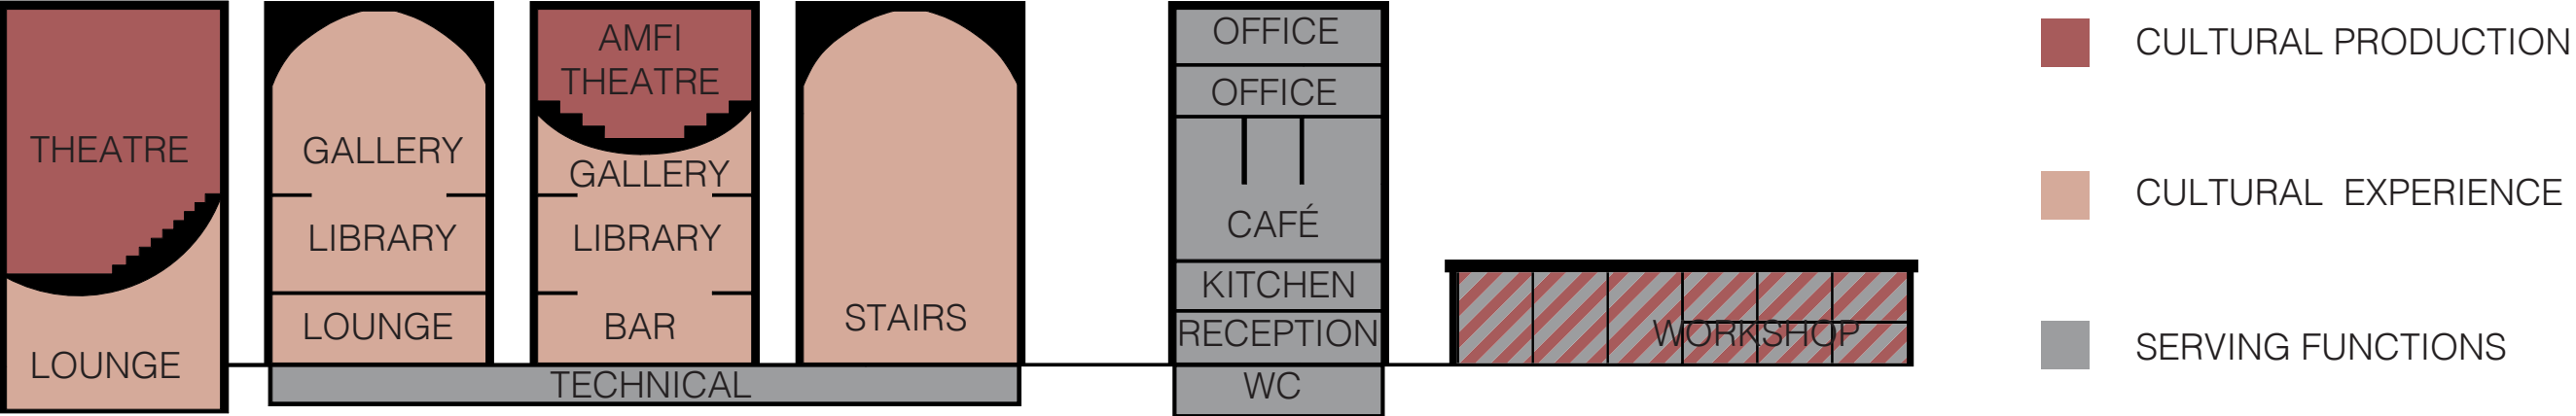 THEATRE
LOUNGE
GALLERY
LIBRARY
LOUNGE
AMFI
THEATRE
GALLERY
LIBRARY
BAR
STAIRS
TECHNICAL
OFFICE
OFFICE
CAFÉ
KITCHEN
RECEPTION
WC
WORKSHOP
CULTURAL PRODUCTION
CULTURAL EXPERIENCE
SERVING FUNCTIONS